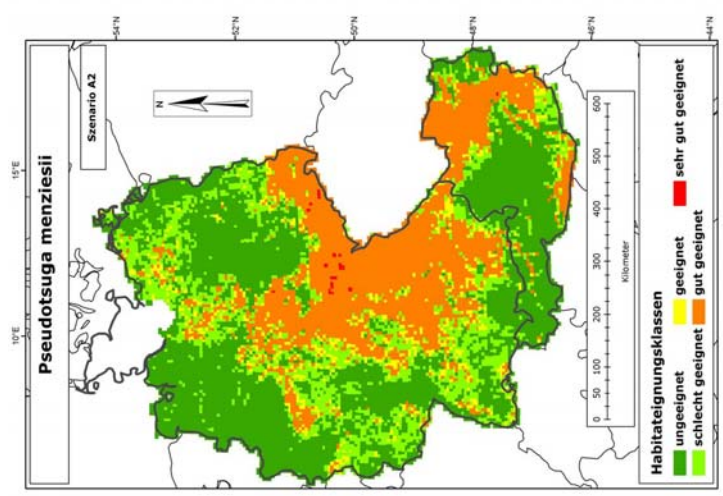 Pseudotsuga menziesii
Szenario A2
N
10°E
15°E
54°N
52°N
50°N
48°N
46°N
44°N
0 50 100 200 300 400 500 600
Kilometer
Habitateignungsklassen
ungeeignet
geeignet
sehr gut geeignet
schlecht geeignet
gut geeignet